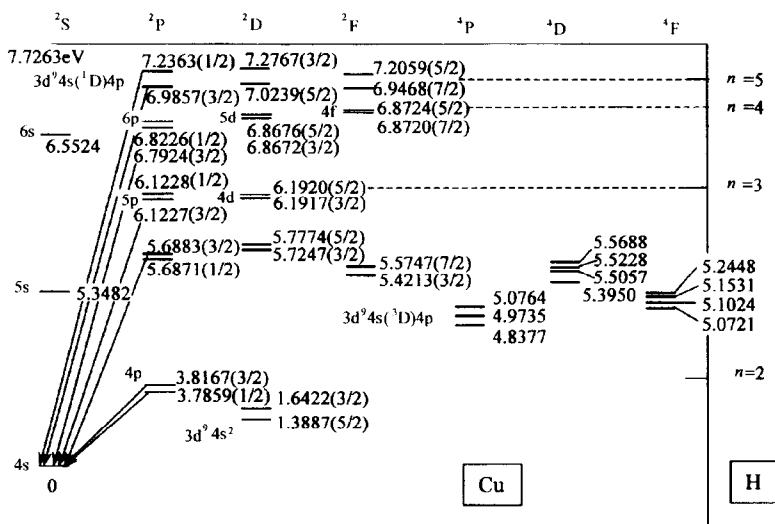 ²S ²P ²D ²F ⁴P ⁴D ⁴F
7.7263eV
3d⁹4s(¹D)4p
7.2363(1/2)
7.2767(3/2)
7.2059(5/2)
n=5
6.9857(3/2)
7.0239(5/2)
6.9468(7/2)
6p
5d
4f
6.8724(5/2)
n=4
6s
6.5524
6.8226(1/2)
6.8676(5/2)
6.8720(7/2)
6.7924(3/2)
6.8672(3/2)
6.1228(1/2)
6.1920(5/2)
n=3
5p
4d
6.1227(3/2)
6.1917(3/2)
5.6883(3/2)
5.7774(5/2)
5.6871(1/2)
5.7247(3/2)
5.5747(7/2)
5.4213(3/2)
5.5688
5.5228
5.5057
5.3950
5.2448
5.1531
5.1024
5.0721
5s
5.3482
3d⁹4s(³D)4p
5.0764
4.9735
4.8377
4p
3.8167(3/2)
3.7859(1/2)
n=2
1.6422(3/2)
1.3887(5/2)
3d⁹4s²
4s
0
Cu
H